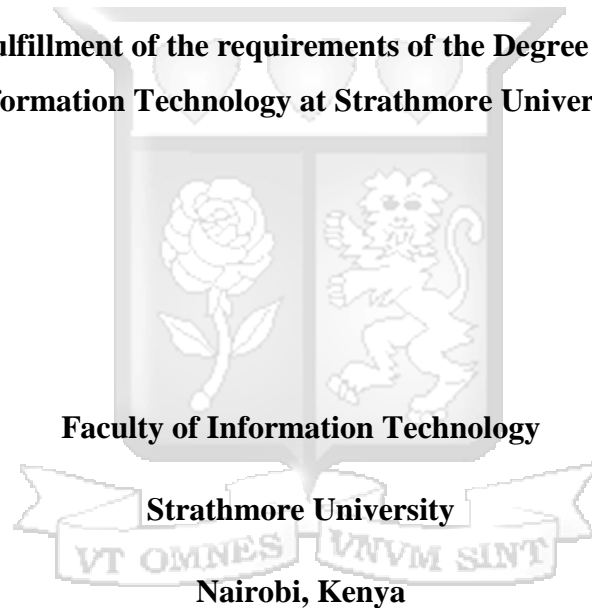 ulfillment of the requirements of the Degree
formation Technology at Strathmore Univer
Faculty of Information Technology
Strathmore University
VT OMNES VNVM SINT
Nairobi, Kenya